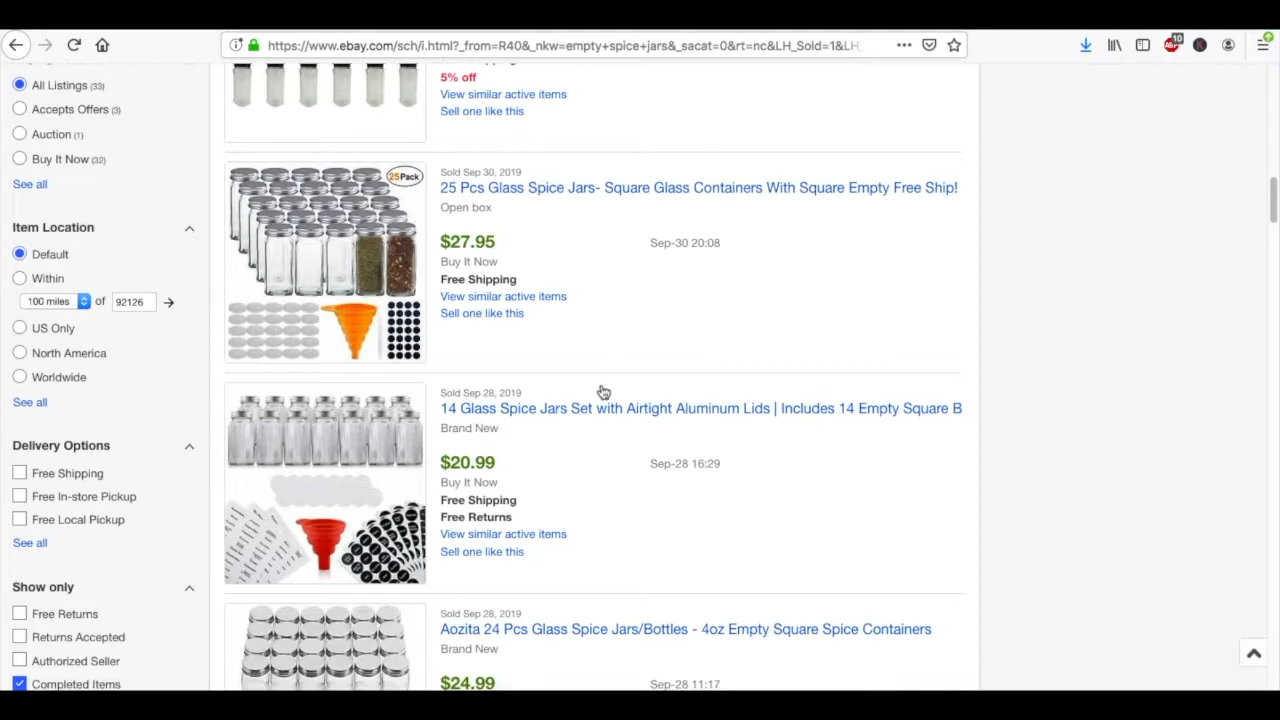 https://www.ebay.com/sch/i.html?_from=R40&_nkw=empty+spice+jars&_sacat=0&rt=nc&LH_Sold=1&LH_
10
All Listings (33)
Accepts Offers (3)
Auction (1)
Buy It Now (32)
See all
Item Location
Default
Within
100 miles of 92126
US Only
North America
Worldwide
See all
Delivery Options
Free Shipping
Free In-store Pickup
Free Local Pickup
See all
Show only
Free Returns
Returns Accepted
Authorized Seller
Completed Items
5% off
View similar active items
Sell one like this
25Pack
Sold Sep 30, 2019
25 Pcs Glass Spice Jars- Square Glass Containers With Square Empty Free Ship!
Open box
$27.95 Sep-30 20:08
Buy It Now
Free Shipping
View similar active items
Sell one like this
Sold Sep 28, 2019
14 Glass Spice Jars Set with Airtight Aluminum Lids | Includes 14 Empty Square B
Brand New
$20.99 Sep-28 16:29
Buy It Now
Free Shipping
Free Returns
View similar active items
Sell one like this
Sold Sep 28, 2019
Aozita 24 Pcs Glass Spice Jars/Bottles - 4oz Empty Square Spice Containers
Brand New
$24.99 Sep-28 11:17